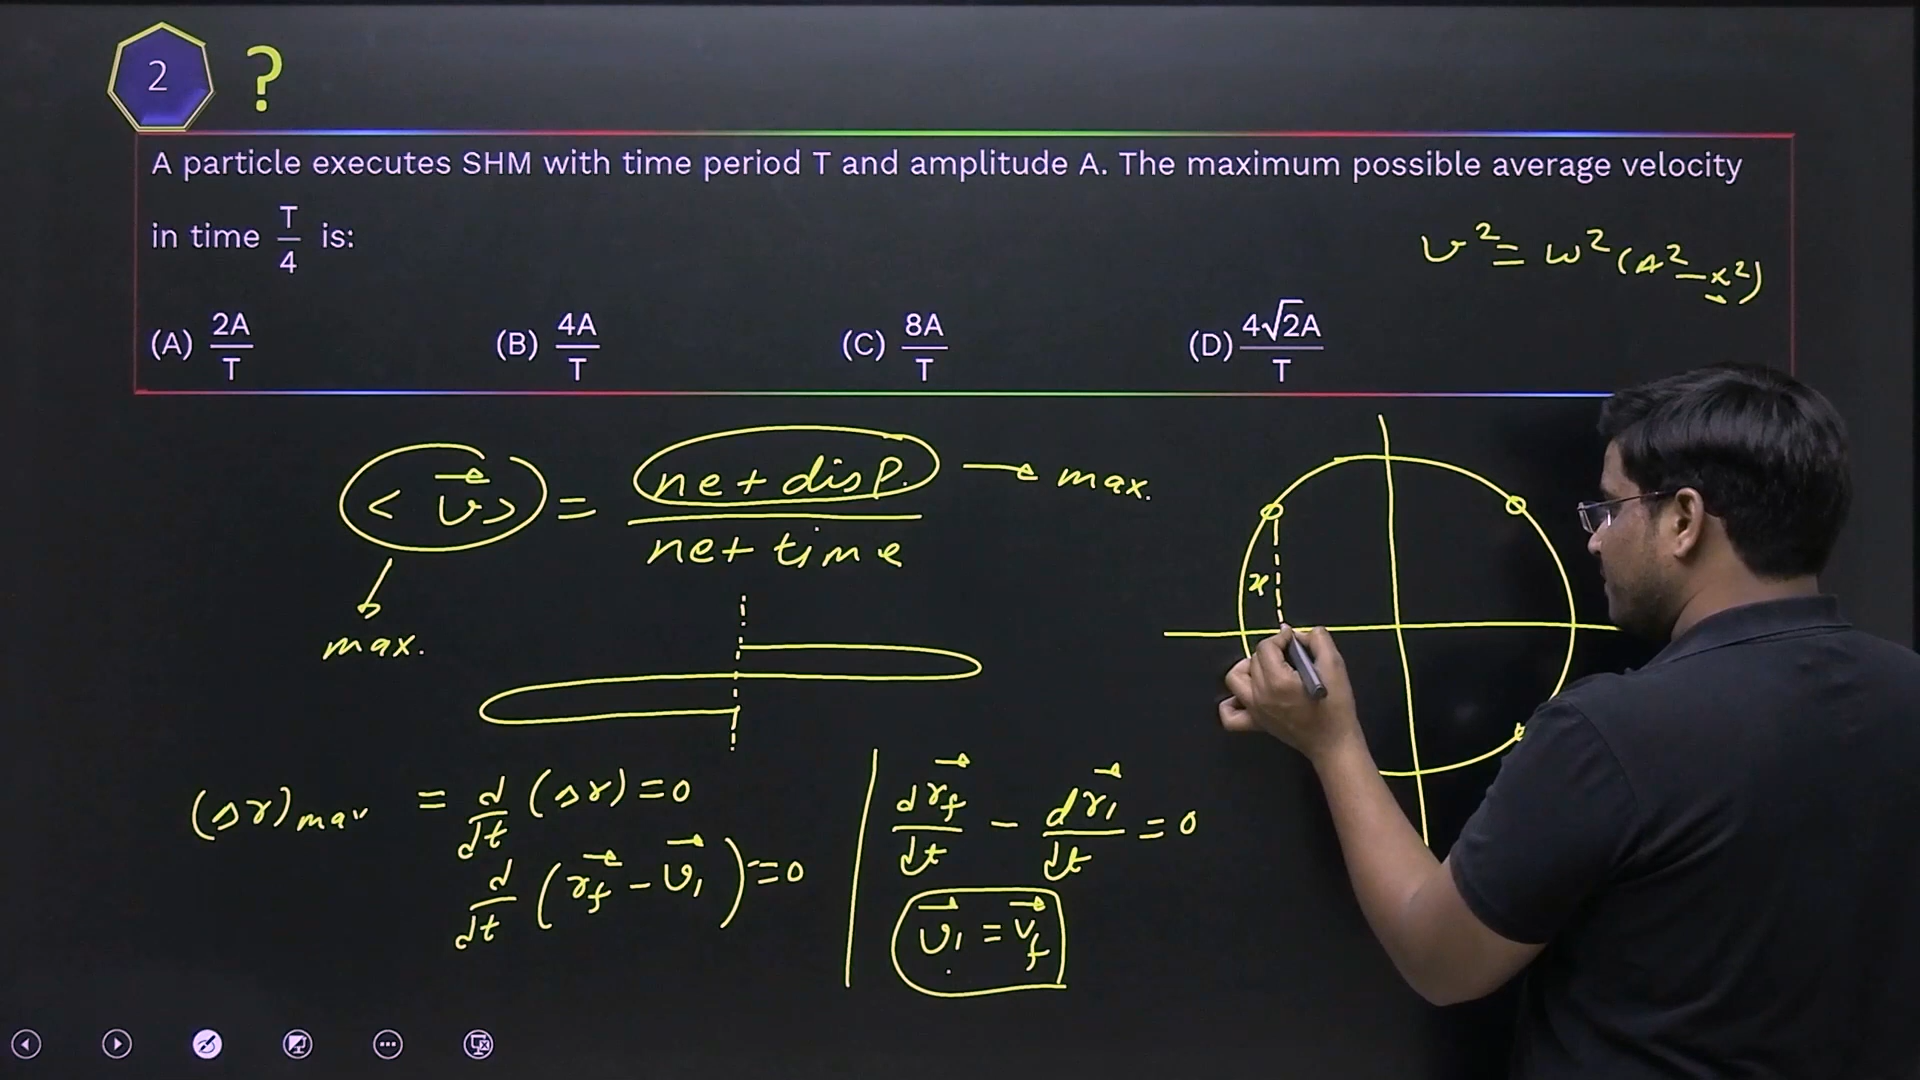 2 ?
A particle executes SHM with time period T and amplitude A. The maximum possible average velocity
in time T/4 is:
v² = w² (A² – x²)
(A) 2A/T (B) 4A/T (C) 8A/T (D) 4√2A/T
< v⃗ > = net disp. / net time → max.
max.
x
(Δr)max = d/dt (Δr) = 0
d/dt (r⃗f – v⃗1) = 0
dr⃗f/dt – dr⃗1/dt = 0
v⃗1 = v⃗f